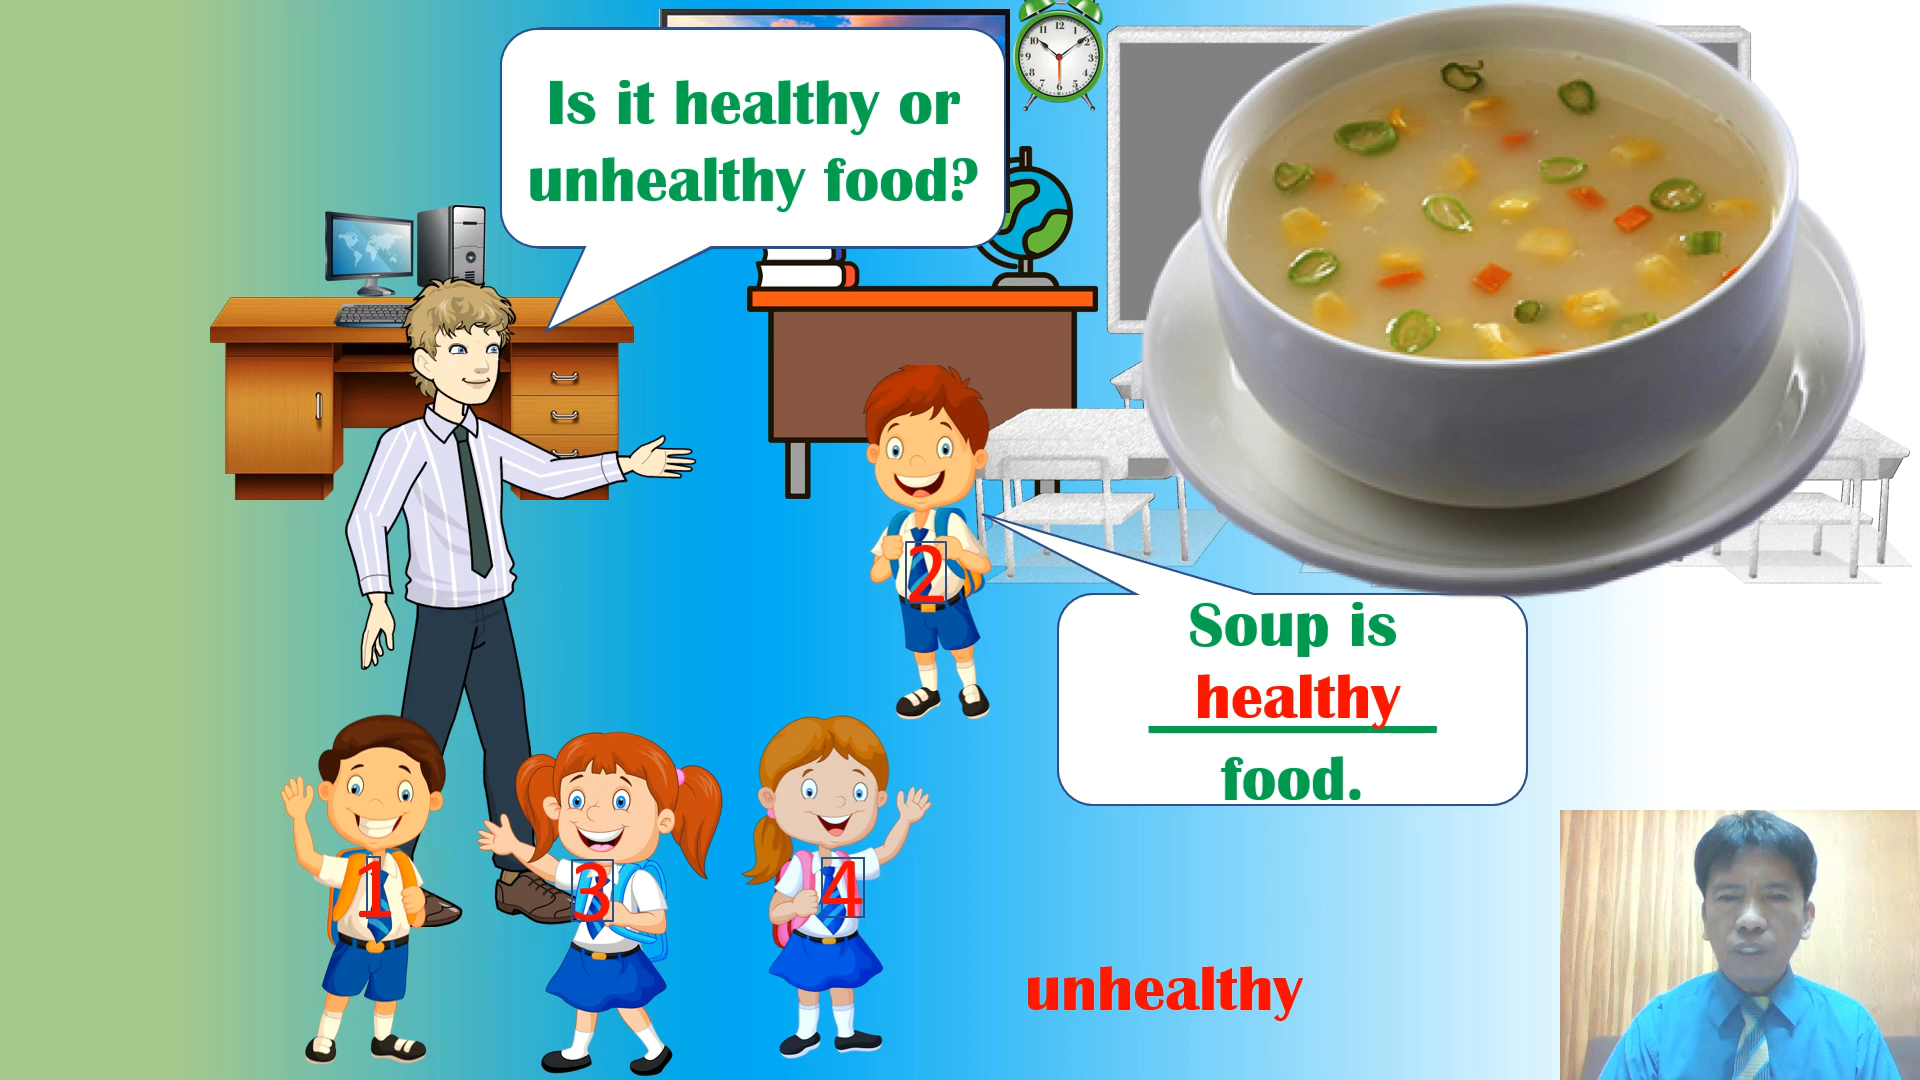 Is it healthy or
unhealthy food?
Soup is
healthy
food.
2
1
3
4
unhealthy